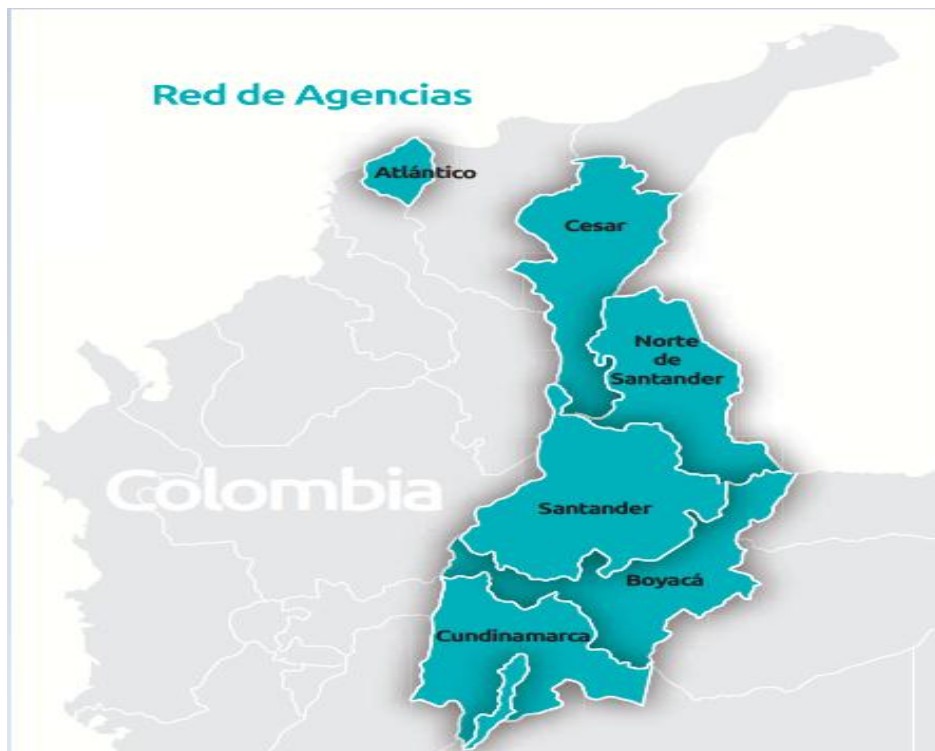 Red de Agencias
Atlántico
Cesar
Norte
de
Santander
Colombia
Santander
Boyacá
Cundinamarca